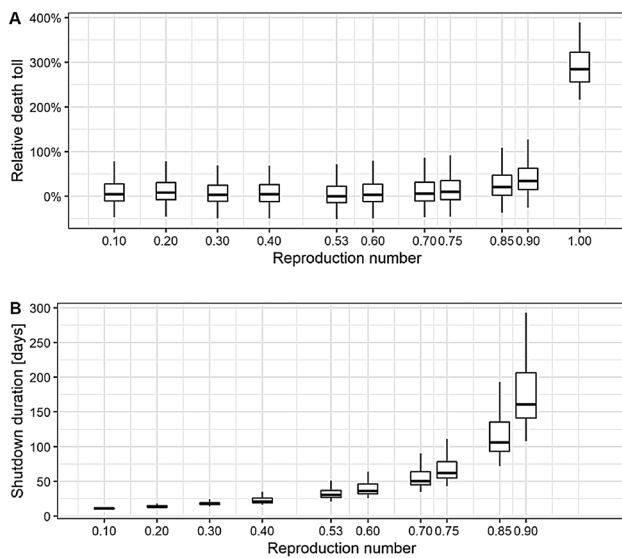 A
Relative death toll
400%
300%
200%
100%
0%
0.10 0.20 0.30 0.40 0.53 0.60 0.70 0.75 0.85 0.90 1.00
Reproduction number
B
Shutdown duration [days]
300
250
200
150
100
50
0
0.10 0.20 0.30 0.40 0.53 0.60 0.70 0.75 0.85 0.90
Reproduction number